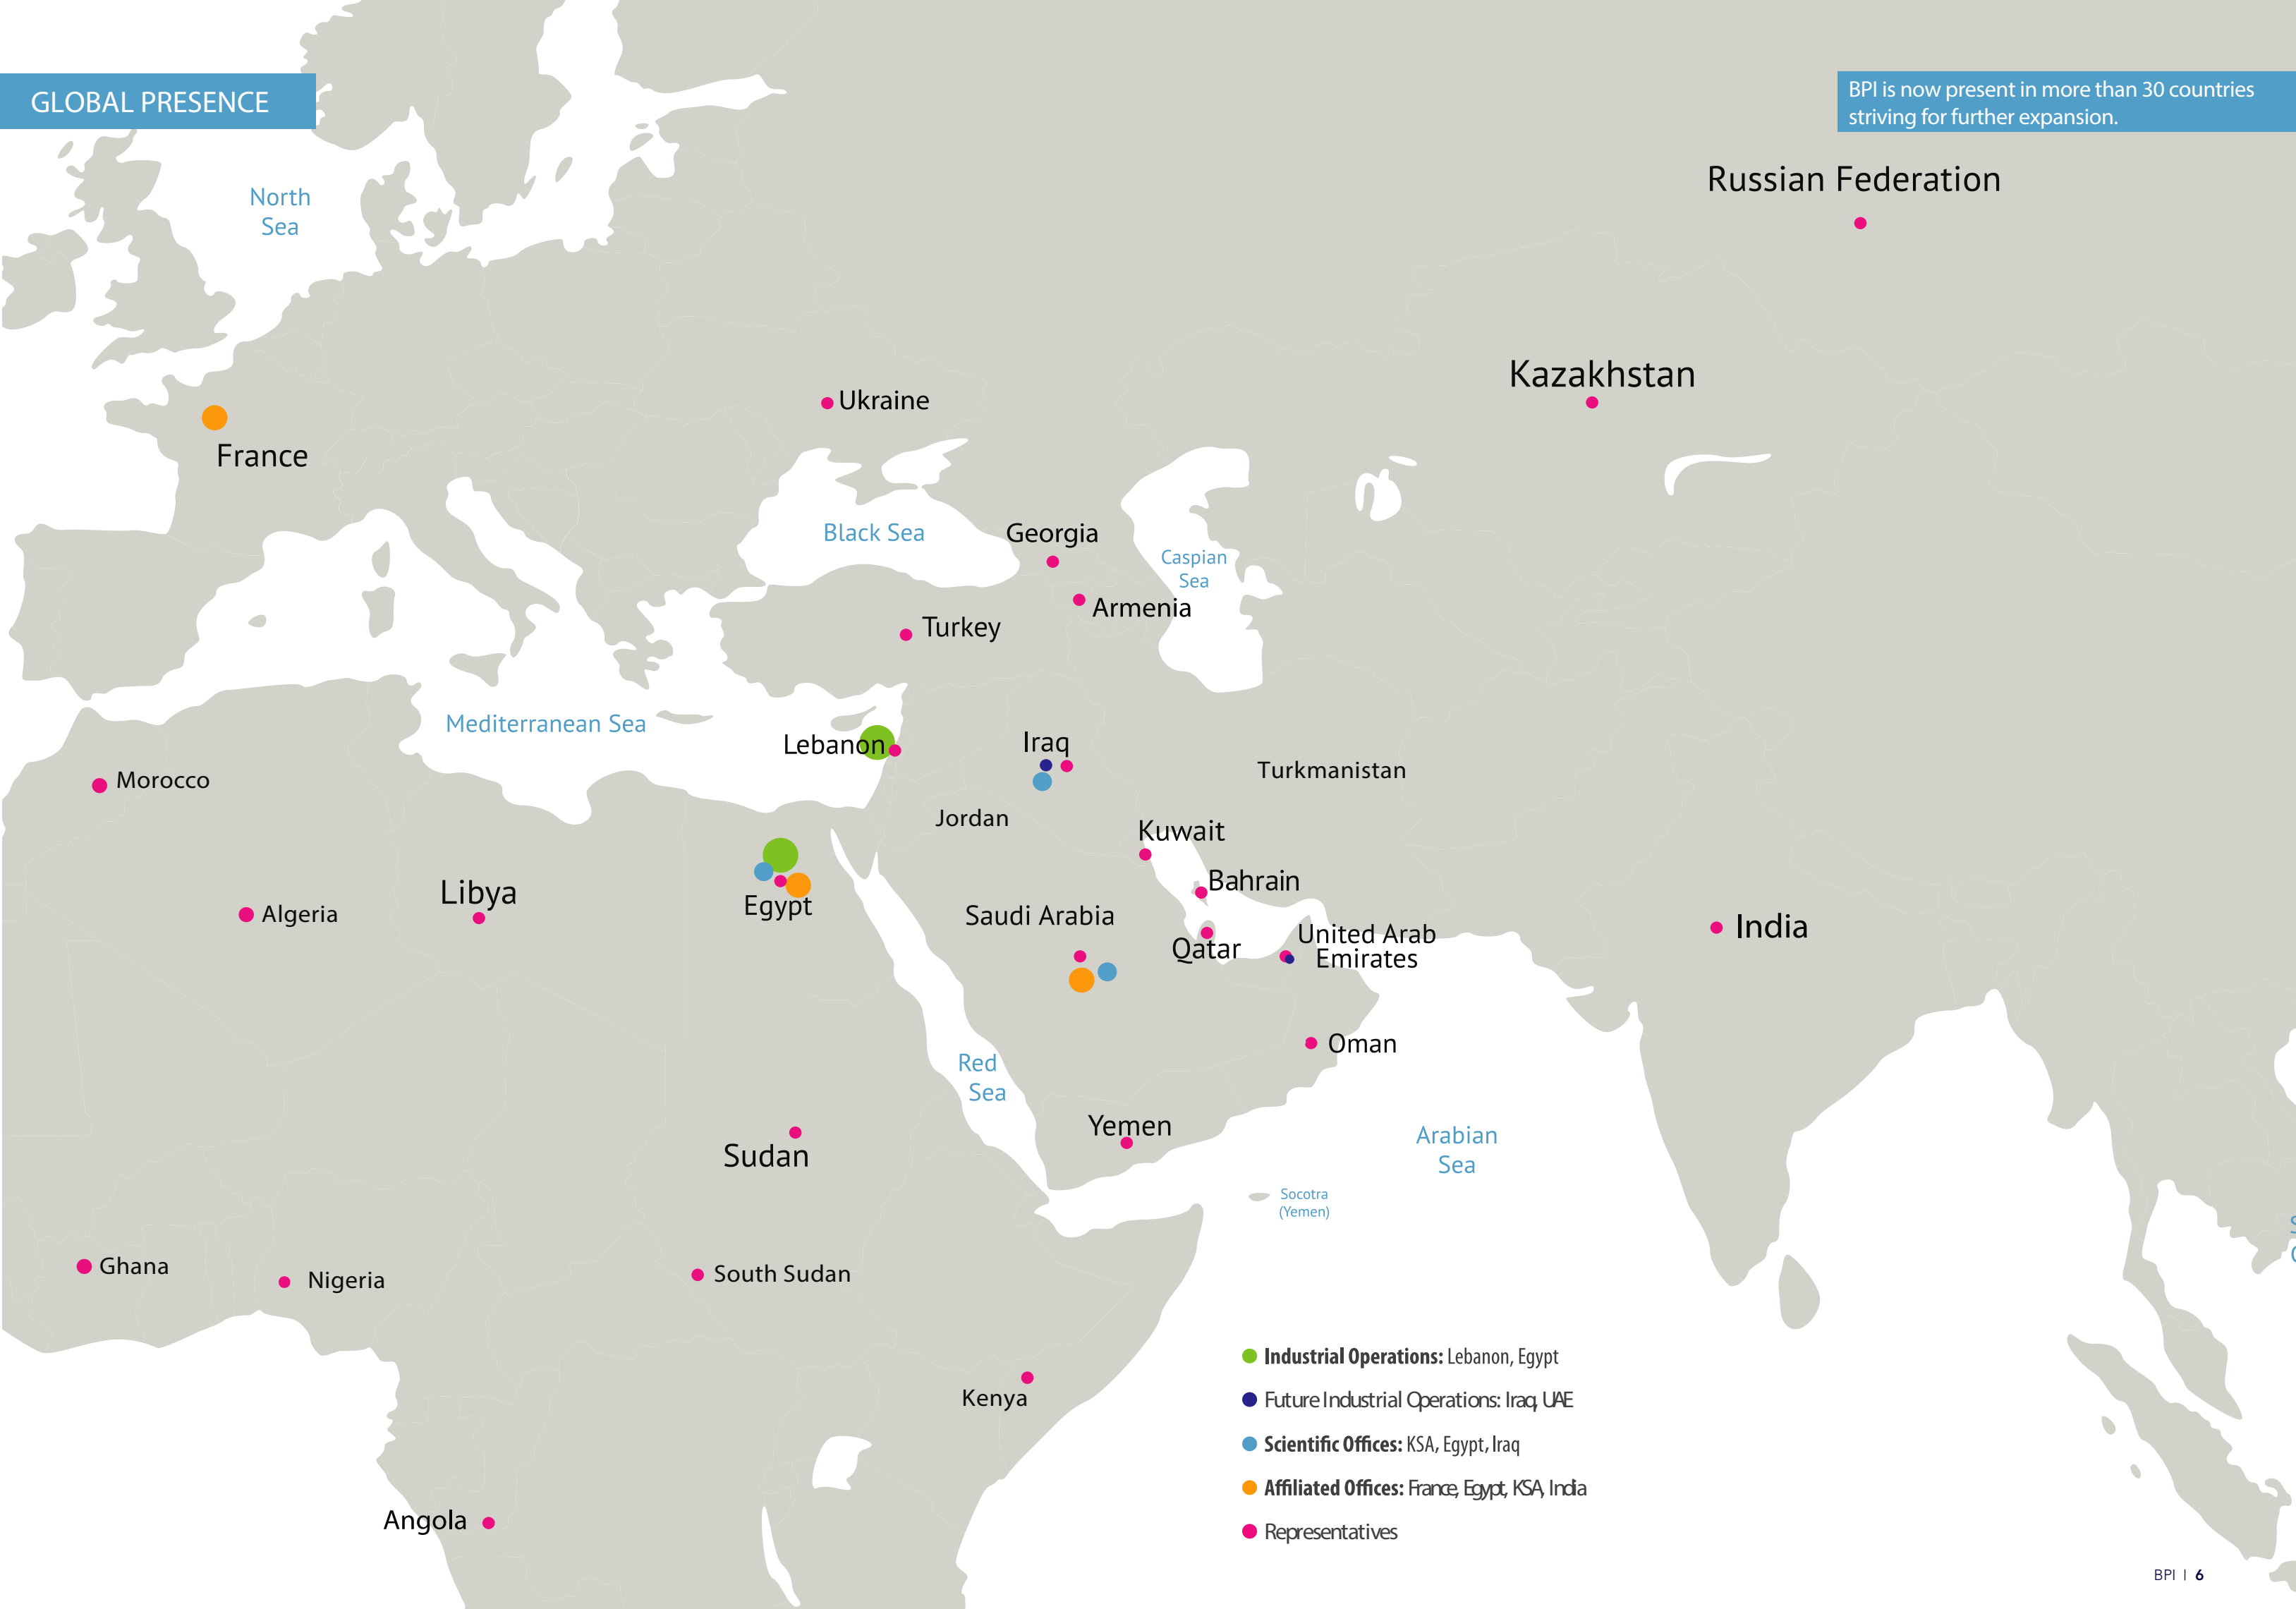 GLOBAL PRESENCE
BPI is now present in more than 30 countries
striving for further expansion.
Russian Federation
North
Sea
Kazakhstan
Ukraine
France
Black Sea
Georgia
Caspian
Sea
Armenia
Turkey
Mediterranean Sea
Lebanon
Iraq
Turkmanistan
Morocco
Jordan
Kuwait
Bahrain
Libya
Egypt
Algeria
Saudi Arabia
Qatar
United Arab
Emirates
India
Oman
Red
Sea
Yemen
Arabian
Sea
Sudan
Socotra
(Yemen)
Ghana
Nigeria
South Sudan
Kenya
Angola
Industrial Operations: Lebanon, Egypt
Future Industrial Operations: Iraq, UAE
Scientific Offices: KSA, Egypt, Iraq
Affiliated Offices: France, Egypt, KSA, India
Representatives
BPI | 6